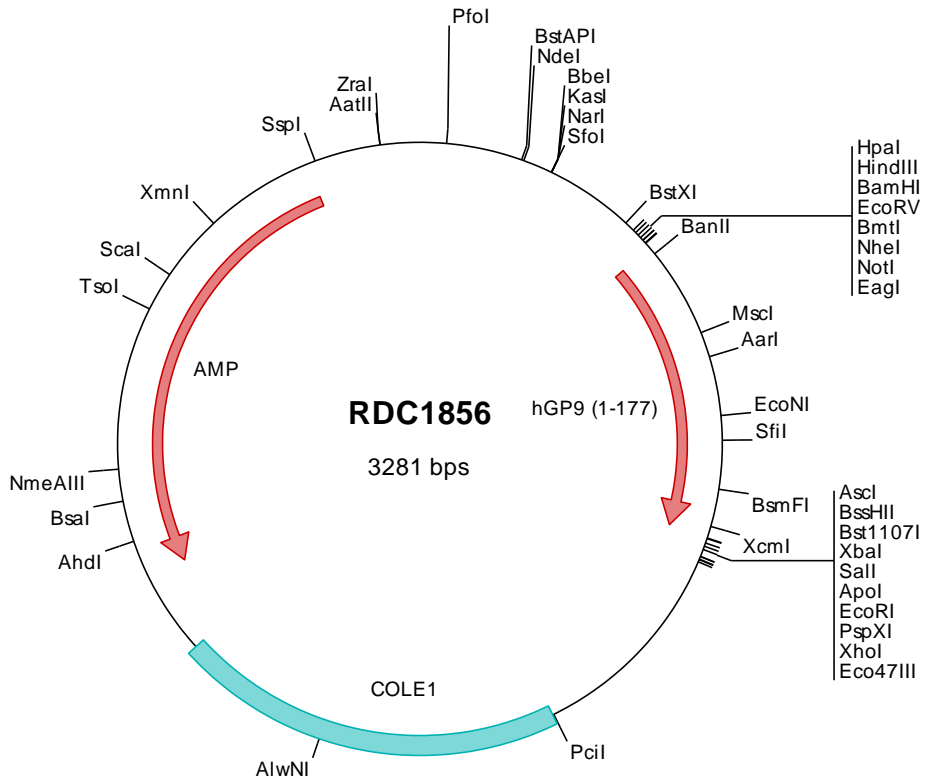 PfoI
BstAPI
NdeI
BbeI
KasI
NarI
SfoI
ZraI
AatII
SspI
XmnI
ScaI
TsoI
BstXI
BanII
HpaI
HindIII
BamHI
EcoRV
BmtI
NheI
NotI
EagI
MscI
AarI
AMP
RDC1856
3281 bps
hGP9 (1-177)
EcoNI
SfiI
NmeAIII
BsaI
AhdI
BsmFI
XcmI
AscI
BssHII
Bst1107I
XbaI
SalI
ApoI
EcoRI
PspXI
XhoI
Eco47III
COLE1
AlwNI
PciI